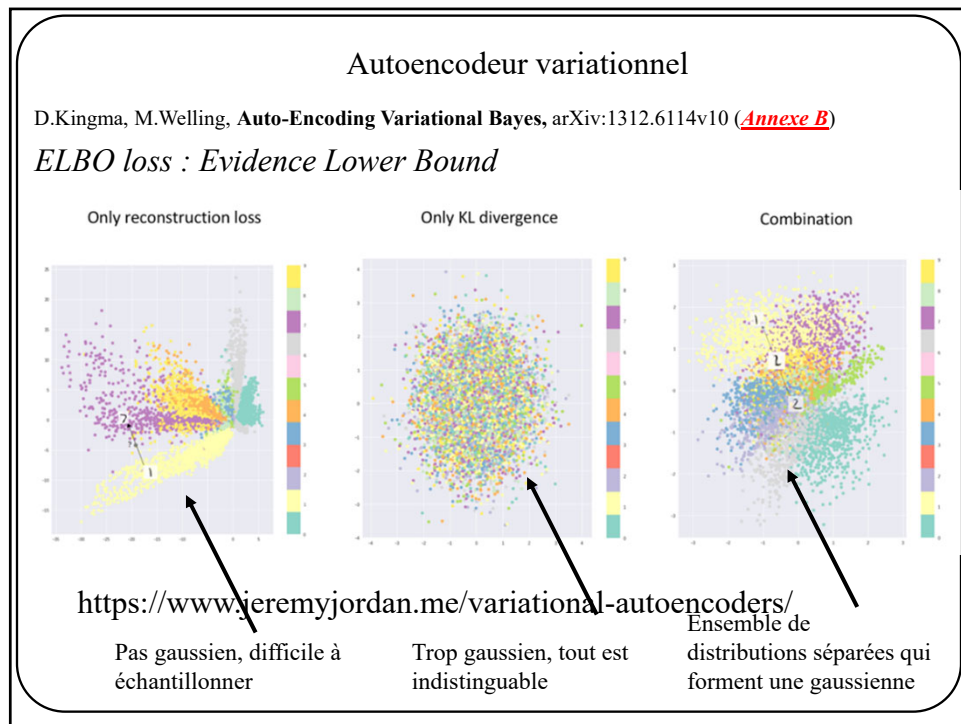 Autoencodeur variationnel
D.Kingma, M.Welling, Auto-Encoding Variational Bayes, arXiv:1312.6114v10 (Annexe B)
ELBO loss : Evidence Lower Bound
Only reconstruction loss
Only KL divergence
Combination
https://www.jeremyjordan.me/variational-autoencoders/
Pas gaussien, difficile à
échantillonner
Trop gaussien, tout est
indistinguable
Ensemble de
distributions séparées qui
forment une gaussienne